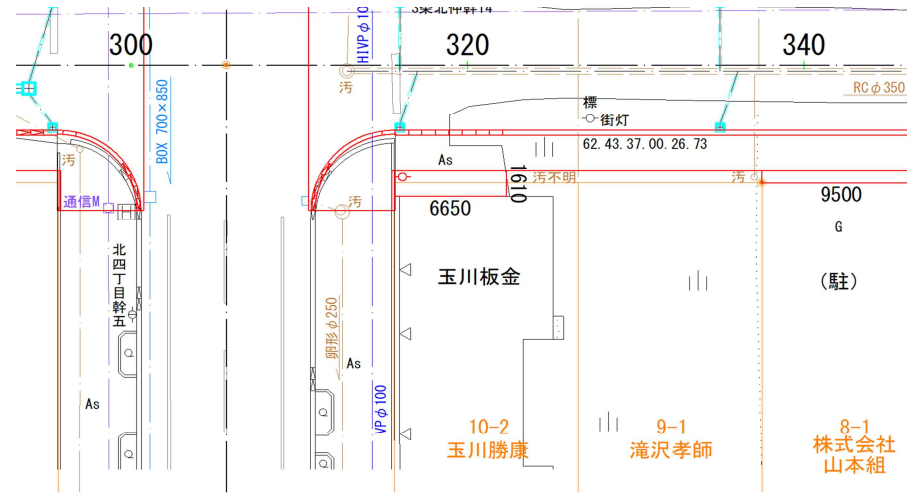 3条北仲幹14
300
320
340
HIVPφ10
汚
RCφ350
標
街灯
62. 43. 37. 00. 26. 73
BOX 700×850
As
汚
汚不明
汚
1610
通信M
汚
6650
9500
G
北四丁目幹五
玉川板金
(駐)
卵形φ250
As
As
VPφ100
10-2
玉川勝康
9-1
滝沢孝師
8-1
株式会社
山本組